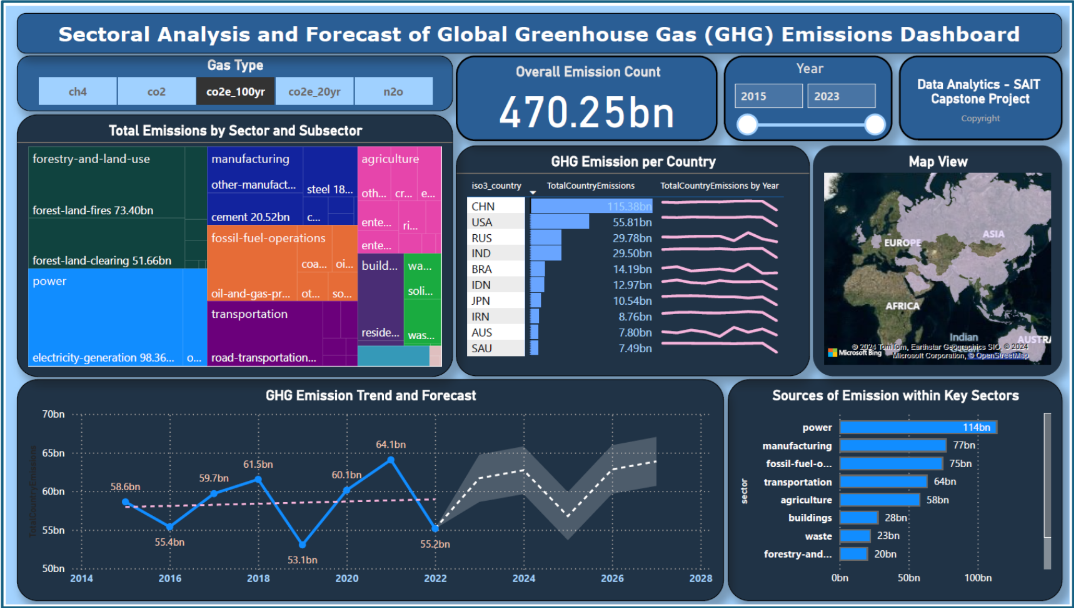 Sectoral Analysis and Forecast of Global Greenhouse Gas (GHG) Emissions Dashboard
Gas Type
ch4
co2
co2e_100yr
co2e_20yr
n2o
Overall Emission Count
470.25bn
Year
2015
2023
Data Analytics - SAIT
Capstone Project
Copyright
Total Emissions by Sector and Subsector
forestry-and-land-use
forest-land-fires 73.40bn
forest-land-clearing 51.66bn
power
electricity-generation 98.36...
o...
manufacturing
other-manufact...
steel 18...
cement 20.52bn
c...
fossil-fuel-operations
coa...
oi...
oil-and-gas-pr...
ot...
so...
transportation
road-transportation...
agriculture
oth...
cr...
e...
ente...
ri...
ente...
build...
reside...
wa...
soli...
was...
GHG Emission per Country
iso3_country
TotalCountryEmissions
TotalCountryEmissions by Year
CHN 115.38bn
USA 55.81bn
RUS 29.78bn
IND 29.50bn
BRA 14.19bn
IDN 12.97bn
JPN 10.54bn
IRN 8.76bn
AUS 7.80bn
SAU 7.49bn
Map View
EUROPE
ASIA
AFRICA
Indian
AUSTRA
Microsoft Bing
© 2024 TomTom, Earthstar Geographics SIO, © 2024
Microsoft Corporation, © OpenStreetMap
GHG Emission Trend and Forecast
70bn
65bn
60bn
55bn
50bn
58.6bn
55.4bn
59.7bn
61.5bn
53.1bn
60.1bn
64.1bn
55.2bn
2014
2016
2018
2020
2022
2024
2026
2028
Sources of Emission within Key Sectors
sector
power 114bn
manufacturing 77bn
fossil-fuel-o... 75bn
transportation 64bn
agriculture 58bn
buildings 28bn
waste 23bn
forestry-and... 20bn
0bn
50bn
100bn